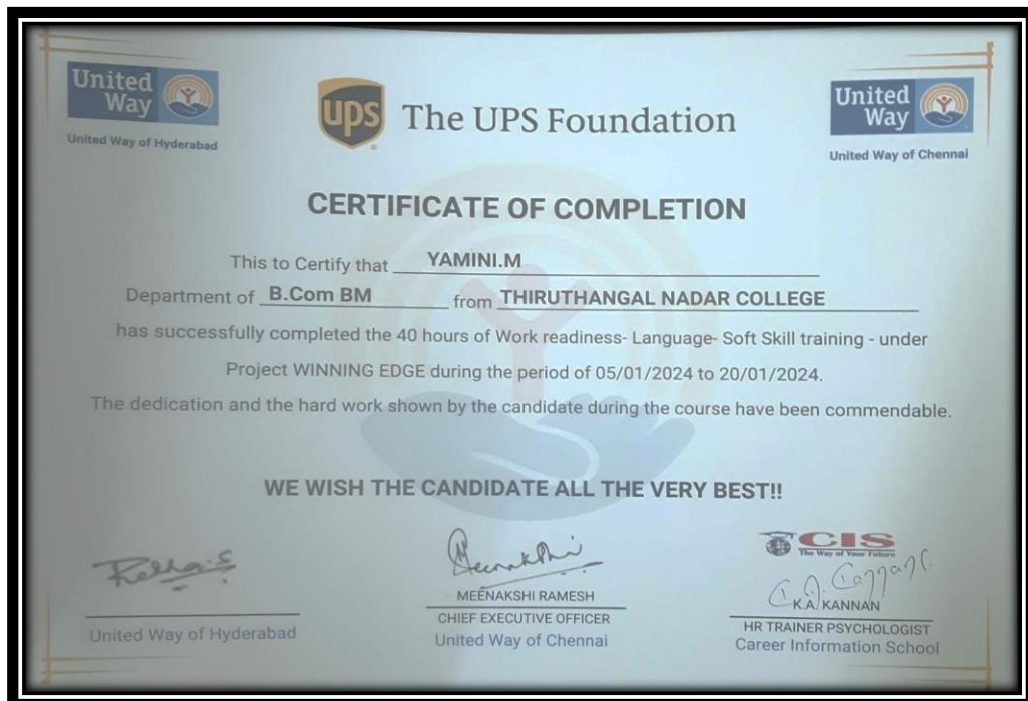 United Way
United Way of Hyderabad
ups
The UPS Foundation
United Way
United Way of Chennai
CERTIFICATE OF COMPLETION
This to Certify that YAMINI.M
Department of B.Com BM from THIRUTHANGAL NADAR COLLEGE
has successfully completed the 40 hours of Work readiness- Language- Soft Skill training - under
Project WINNING EDGE during the period of 05/01/2024 to 20/01/2024.
The dedication and the hard work shown by the candidate during the course have been commendable.
WE WISH THE CANDIDATE ALL THE VERY BEST!!
United Way of Hyderabad
Meenakshi
MEENAKSHI RAMESH
CHIEF EXECUTIVE OFFICER
United Way of Chennai
CIS
The Way of Your Future
K.A. KANNAN
HR TRAINER PSYCHOLOGIST
Career Information School